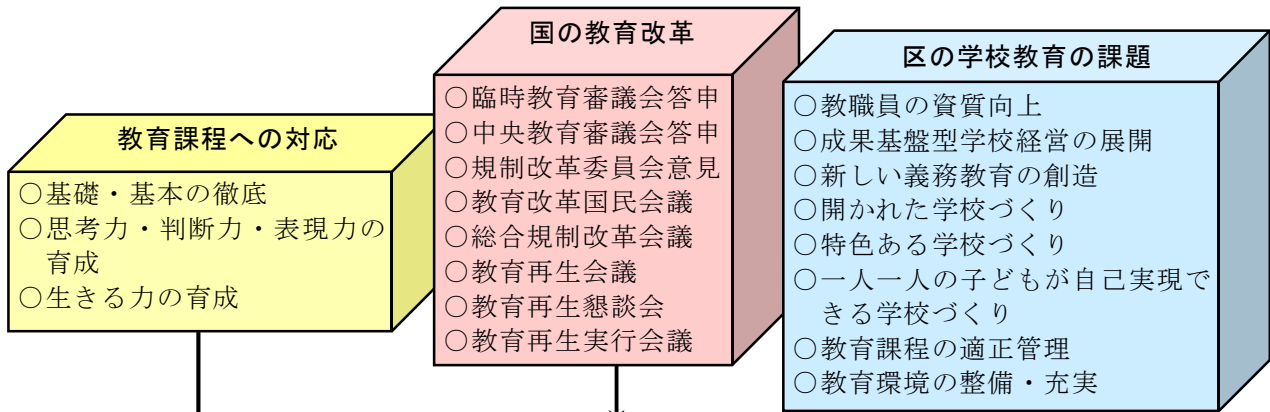 教育課程への対応
○基礎・基本の徹底
○思考力・判断力・表現力の
育成
○生きる力の育成
国の教育改革
○臨時教育審議会答申
○中央教育審議会答申
○規制改革委員会意見
○教育改革国民会議
○総合規制改革会議
○教育再生会議
○教育再生懇談会
○教育再生実行会議
区の学校教育の課題
○教職員の資質向上
○成果基盤型学校経営の展開
○新しい義務教育の創造
○開かれた学校づくり
○特色ある学校づくり
○一人一人の子どもが自己実現で
きる学校づくり
○教育課程の適正管理
○教育環境の整備・充実